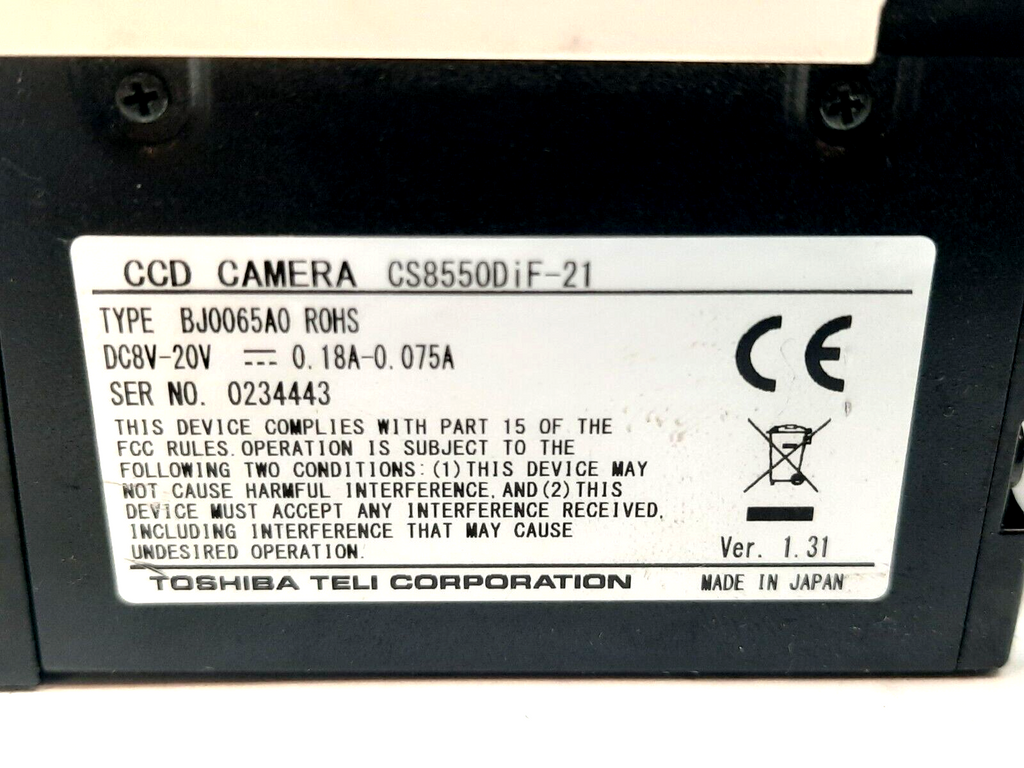 CCD CAMERA CS8550DiF-21
TYPE BJ0065A0 ROHS
DC8V-20V ⎓ 0.18A-0.075A
SER NO. 0234443
THIS DEVICE COMPLIES WITH PART 15 OF THE
FCC RULES.OPERATION IS SUBJECT TO THE
FOLLOWING TWO CONDITIONS:(1)THIS DEVICE MAY
NOT CAUSE HARMFUL INTERFERENCE,AND(2)THIS
DEVICE MUST ACCEPT ANY INTERFERENCE RECEIVED,
INCLUDING INTERFERENCE THAT MAY CAUSE
UNDESIRED OPERATION.
CE
Ver. 1.31
TOSHIBA TELI CORPORATION
MADE IN JAPAN